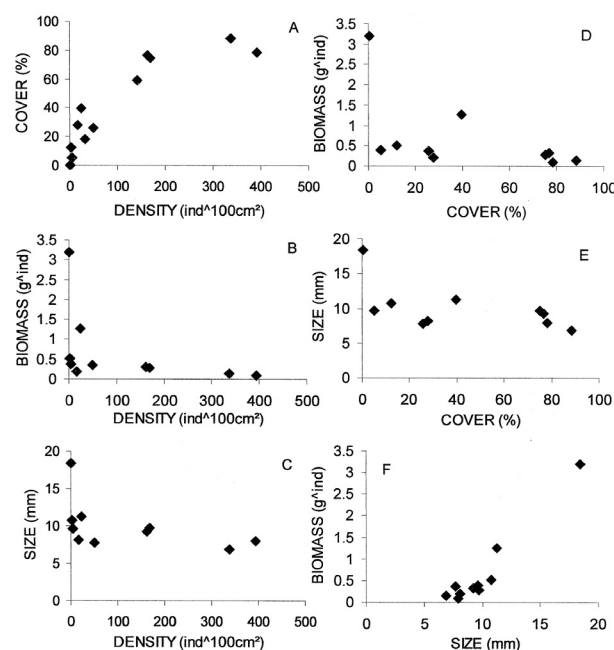 A
COVER (%)
100
80
60
40
20
0
0 100 200 300 400 500
DENSITY (ind^100cm²)
D
BIOMASS (g^ind)
3.5
3
2.5
2
1.5
1
0.5
0
0 20 40 60 80 100
COVER (%)
B
BIOMASS (g^ind)
3.5
3
2.5
2
1.5
1
0.5
0
0 100 200 300 400 500
DENSITY (ind^100cm²)
E
SIZE (mm)
20
15
10
5
0
0 20 40 60 80 100
COVER (%)
C
SIZE (mm)
20
15
10
5
0
0 100 200 300 400 500
DENSITY (ind^100cm²)
F
BIOMASS (g^ind)
3.5
3
2.5
2
1.5
1
0.5
0
0 5 10 15 20
SIZE (mm)